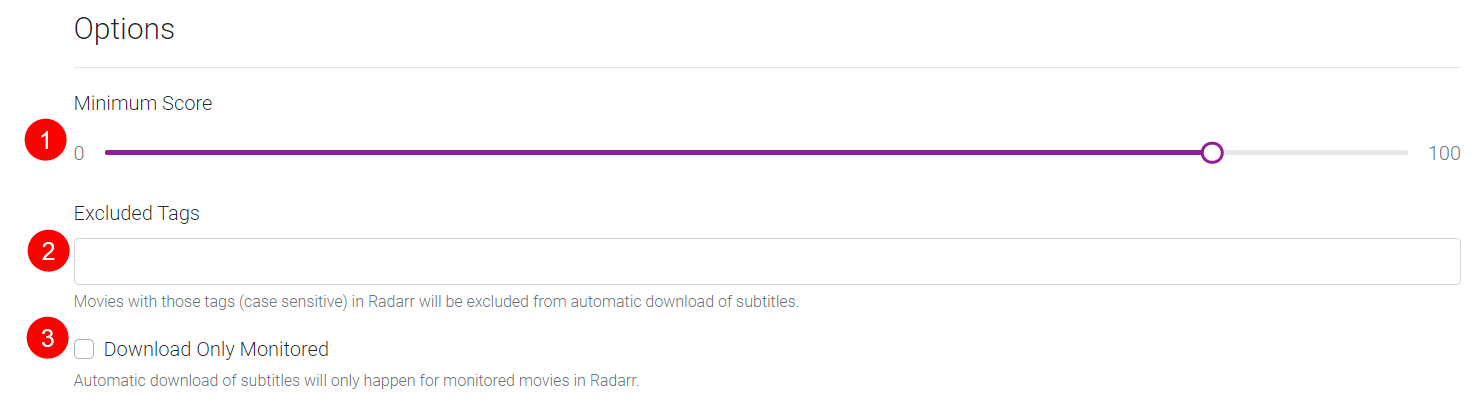 Options
Minimum Score
1
0
100
Excluded Tags
2
Movies with those tags (case sensitive) in Radarr will be excluded from automatic download of subtitles.
3
Download Only Monitored
Automatic download of subtitles will only happen for monitored movies in Radarr.